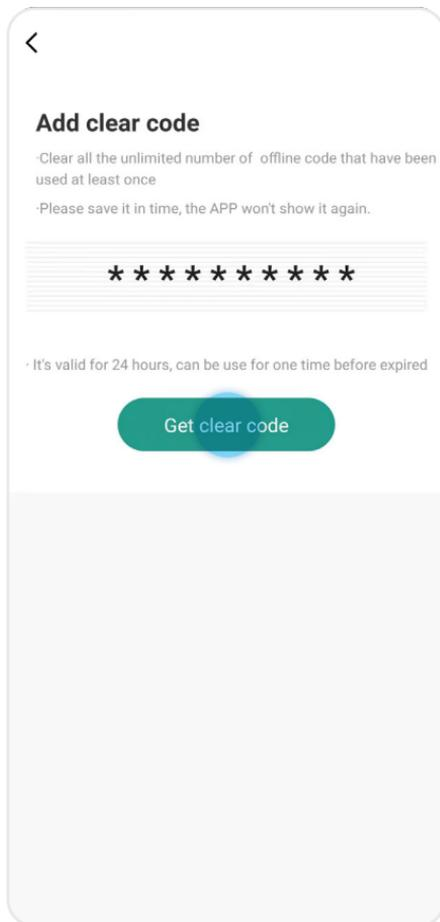 Add clear code
·Clear all the unlimited number of offline code that have been
used at least once
·Please save it in time, the APP won't show it again.
* * * * * * * * * *
· It's valid for 24 hours, can be use for one time before expired
Get clear code